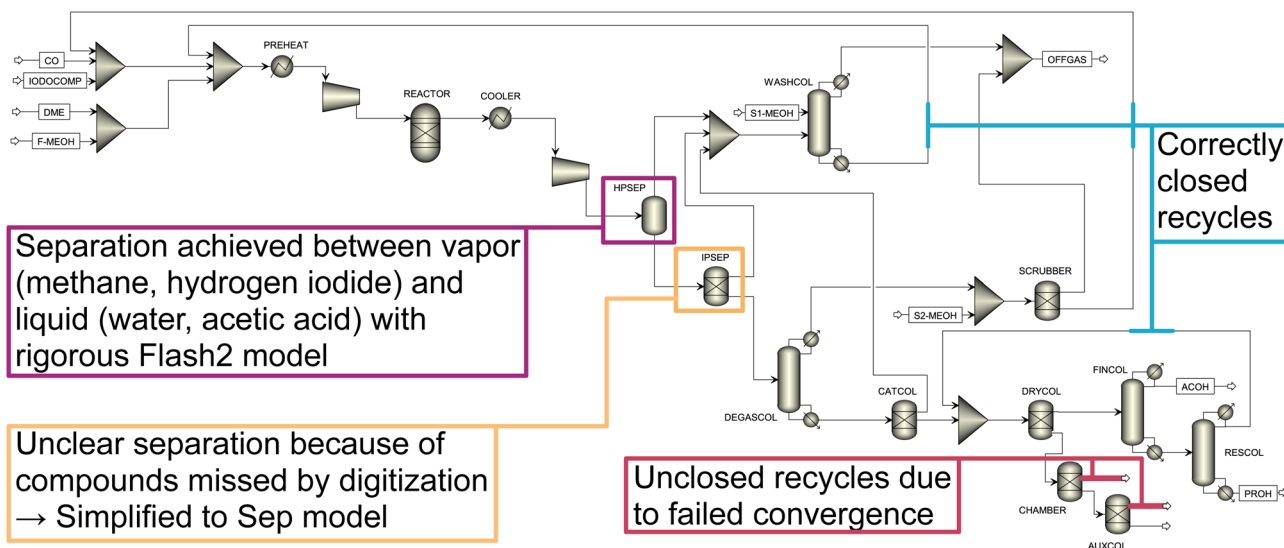 PREHEAT
CO
IODOCOMP
DME
F-MEOH
REACTOR
COOLER
WASHCOL
S1-MEOH
OFFGAS
HPSEP
IPSEP
Correctly
closed
recycles
Separation achieved between vapor
(methane, hydrogen iodide) and
liquid (water, acetic acid) with
rigorous Flash2 model
SCRUBBER
S2-MEOH
DEGASCOL
CATCOL
DRYCOL
FINCOL
ACOH
RESCOL
PROH
Unclear separation because of
compounds missed by digitization
→ Simplified to Sep model
Unclosed recycles due
to failed convergence
CHAMBER
AUXCOL